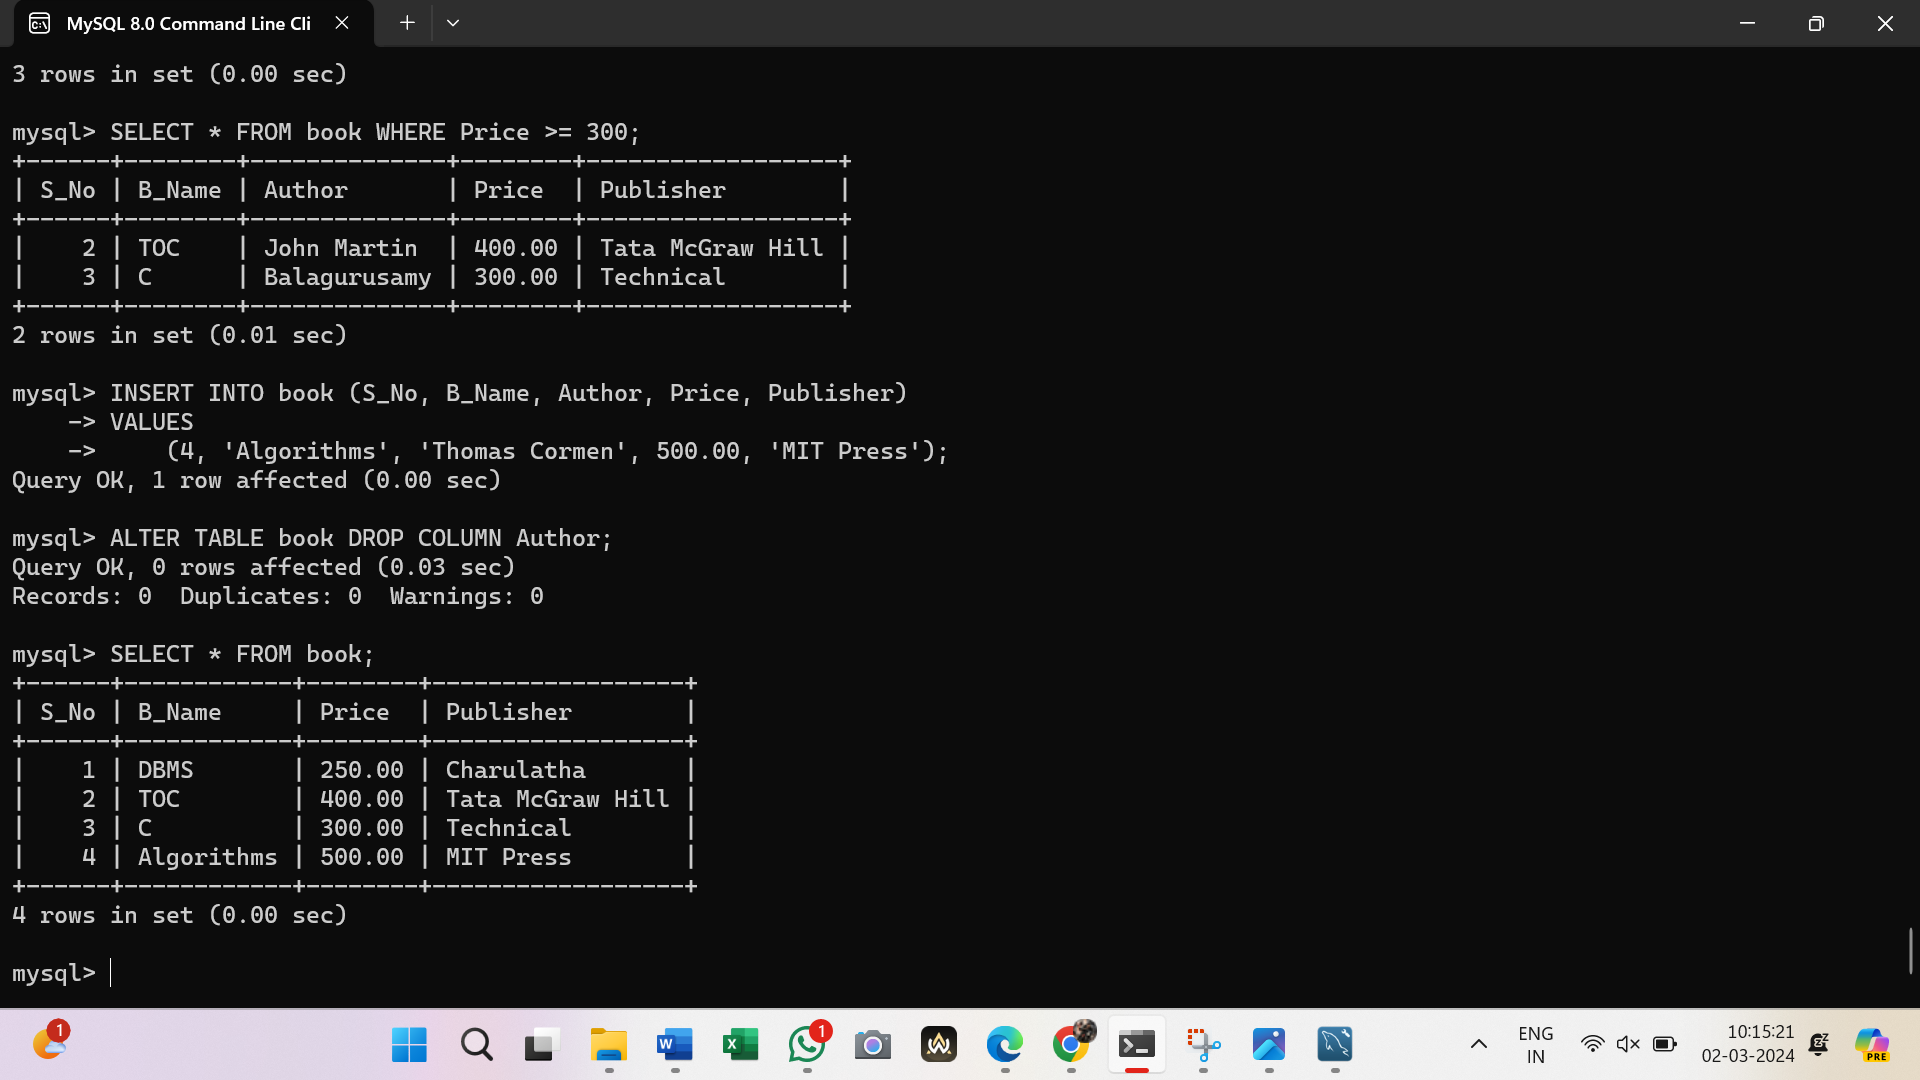 MySQL 8.0 Command Line Cli
3 rows in set (0.00 sec)
mysql> SELECT * FROM book WHERE Price >= 300;
+------+--------+--------------+--------+------------------+
| S_No | B_Name | Author       | Price  | Publisher        |
+------+--------+--------------+--------+------------------+
|    2 | TOC    | John Martin  | 400.00 | Tata McGraw Hill |
|    3 | C      | Balagurusamy | 300.00 | Technical        |
+------+--------+--------------+--------+------------------+
2 rows in set (0.01 sec)
mysql> INSERT INTO book (S_No, B_Name, Author, Price, Publisher)
    -> VALUES
    ->     (4, 'Algorithms', 'Thomas Cormen', 500.00, 'MIT Press');
Query OK, 1 row affected (0.00 sec)
mysql> ALTER TABLE book DROP COLUMN Author;
Query OK, 0 rows affected (0.03 sec)
Records: 0  Duplicates: 0  Warnings: 0
mysql> SELECT * FROM book;
+------+------------+--------+------------------+
| S_No | B_Name     | Price  | Publisher        |
+------+------------+--------+------------------+
|    1 | DBMS       | 250.00 | Charulatha       |
|    2 | TOC        | 400.00 | Tata McGraw Hill |
|    3 | C          | 300.00 | Technical        |
|    4 | Algorithms | 500.00 | MIT Press        |
+------+------------+--------+------------------+
4 rows in set (0.00 sec)
mysql>
1
W
X
1
ENG
IN
10:15:21
02-03-2024
PRE